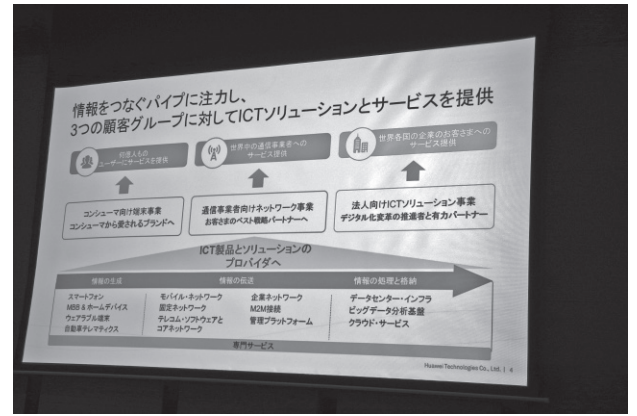 情報をつなぐパイプに注力し、
3つの顧客グループに対してICTソリューションとサービスを提供
何億人もの
ユーザーにサービスを提供
世界中の通信事業者への
サービス提供
世界各国の企業のお客さまへの
サービス提供
コンシューマ向け端末事業
コンシューマから愛されるブランドへ
通信事業者向けネットワーク事業
お客さまのベスト戦略パートナーへ
法人向けICTソリューション事業
デジタル化変革の推進者と有力パートナー
ICT製品とソリューションの
プロバイダへ
情報の生成
情報の伝送
情報の処理と格納
スマートフォン
MBB & ホームデバイス
ウェアラブル端末
自動車テレマティクス
モバイル・ネットワーク
固定ネットワーク
テレコム・ソフトウェアと
コアネットワーク
企業ネットワーク
M2M接続
管理プラットフォーム
データセンター・インフラ
ビッグデータ分析基盤
クラウド・サービス
専門サービス
Huawei Technologies Co., Ltd. | 4